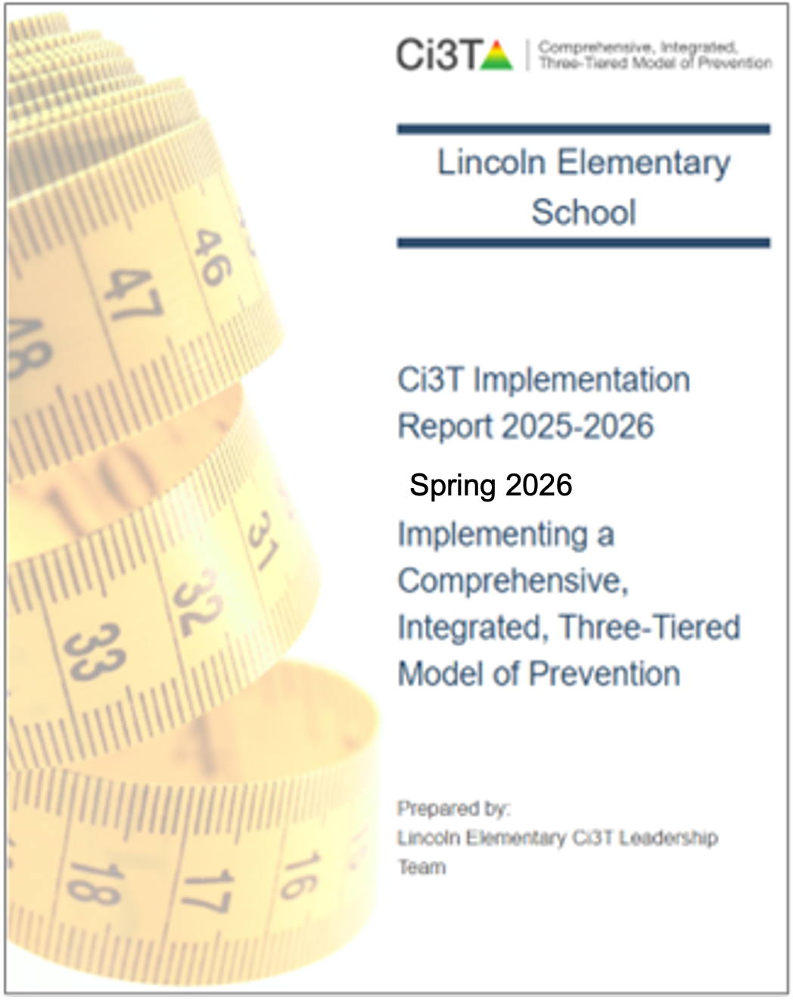 Ci3T
Comprehensive, Integrated,
Three-Tiered Model of Prevention
Lincoln Elementary
School
Ci3T Implementation
Report 2025-2026
Spring 2026
Implementing a
Comprehensive,
Integrated, Three-Tiered
Model of Prevention
Prepared by:
Lincoln Elementary Ci3T Leadership
Team
46
47
48
10
31
32
33
16
17
18